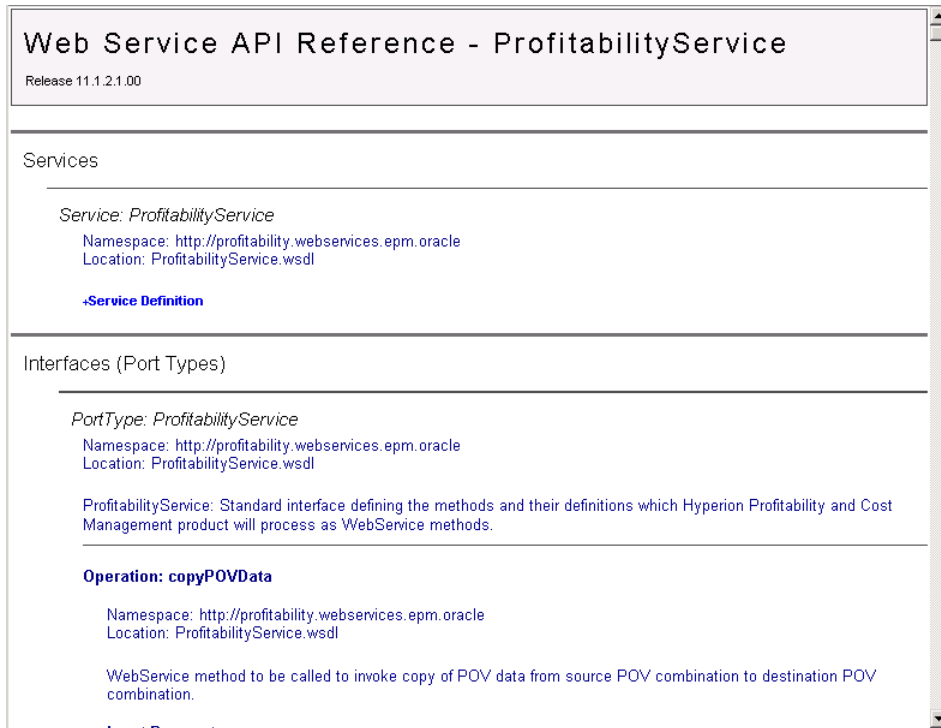 Web Service API Reference - ProfitabilityService
Release 11.1.2.1.00
Services
Service: ProfitabilityService
Namespace: http://profitability.webservices.epm.oracle
Location: ProfitabilityService.wsdl
+Service Definition
Interfaces (Port Types)
PortType: ProfitabilityService
Namespace: http://profitability.webservices.epm.oracle
Location: ProfitabilityService.wsdl
ProfitabilityService: Standard interface defining the methods and their definitions which Hyperion Profitability and Cost
Management product will process as WebService methods.
Operation: copyPOVData
Namespace: http://profitability.webservices.epm.oracle
Location: ProfitabilityService.wsdl
WebService method to be called to invoke copy of POV data from source POV combination to destination POV
combination.